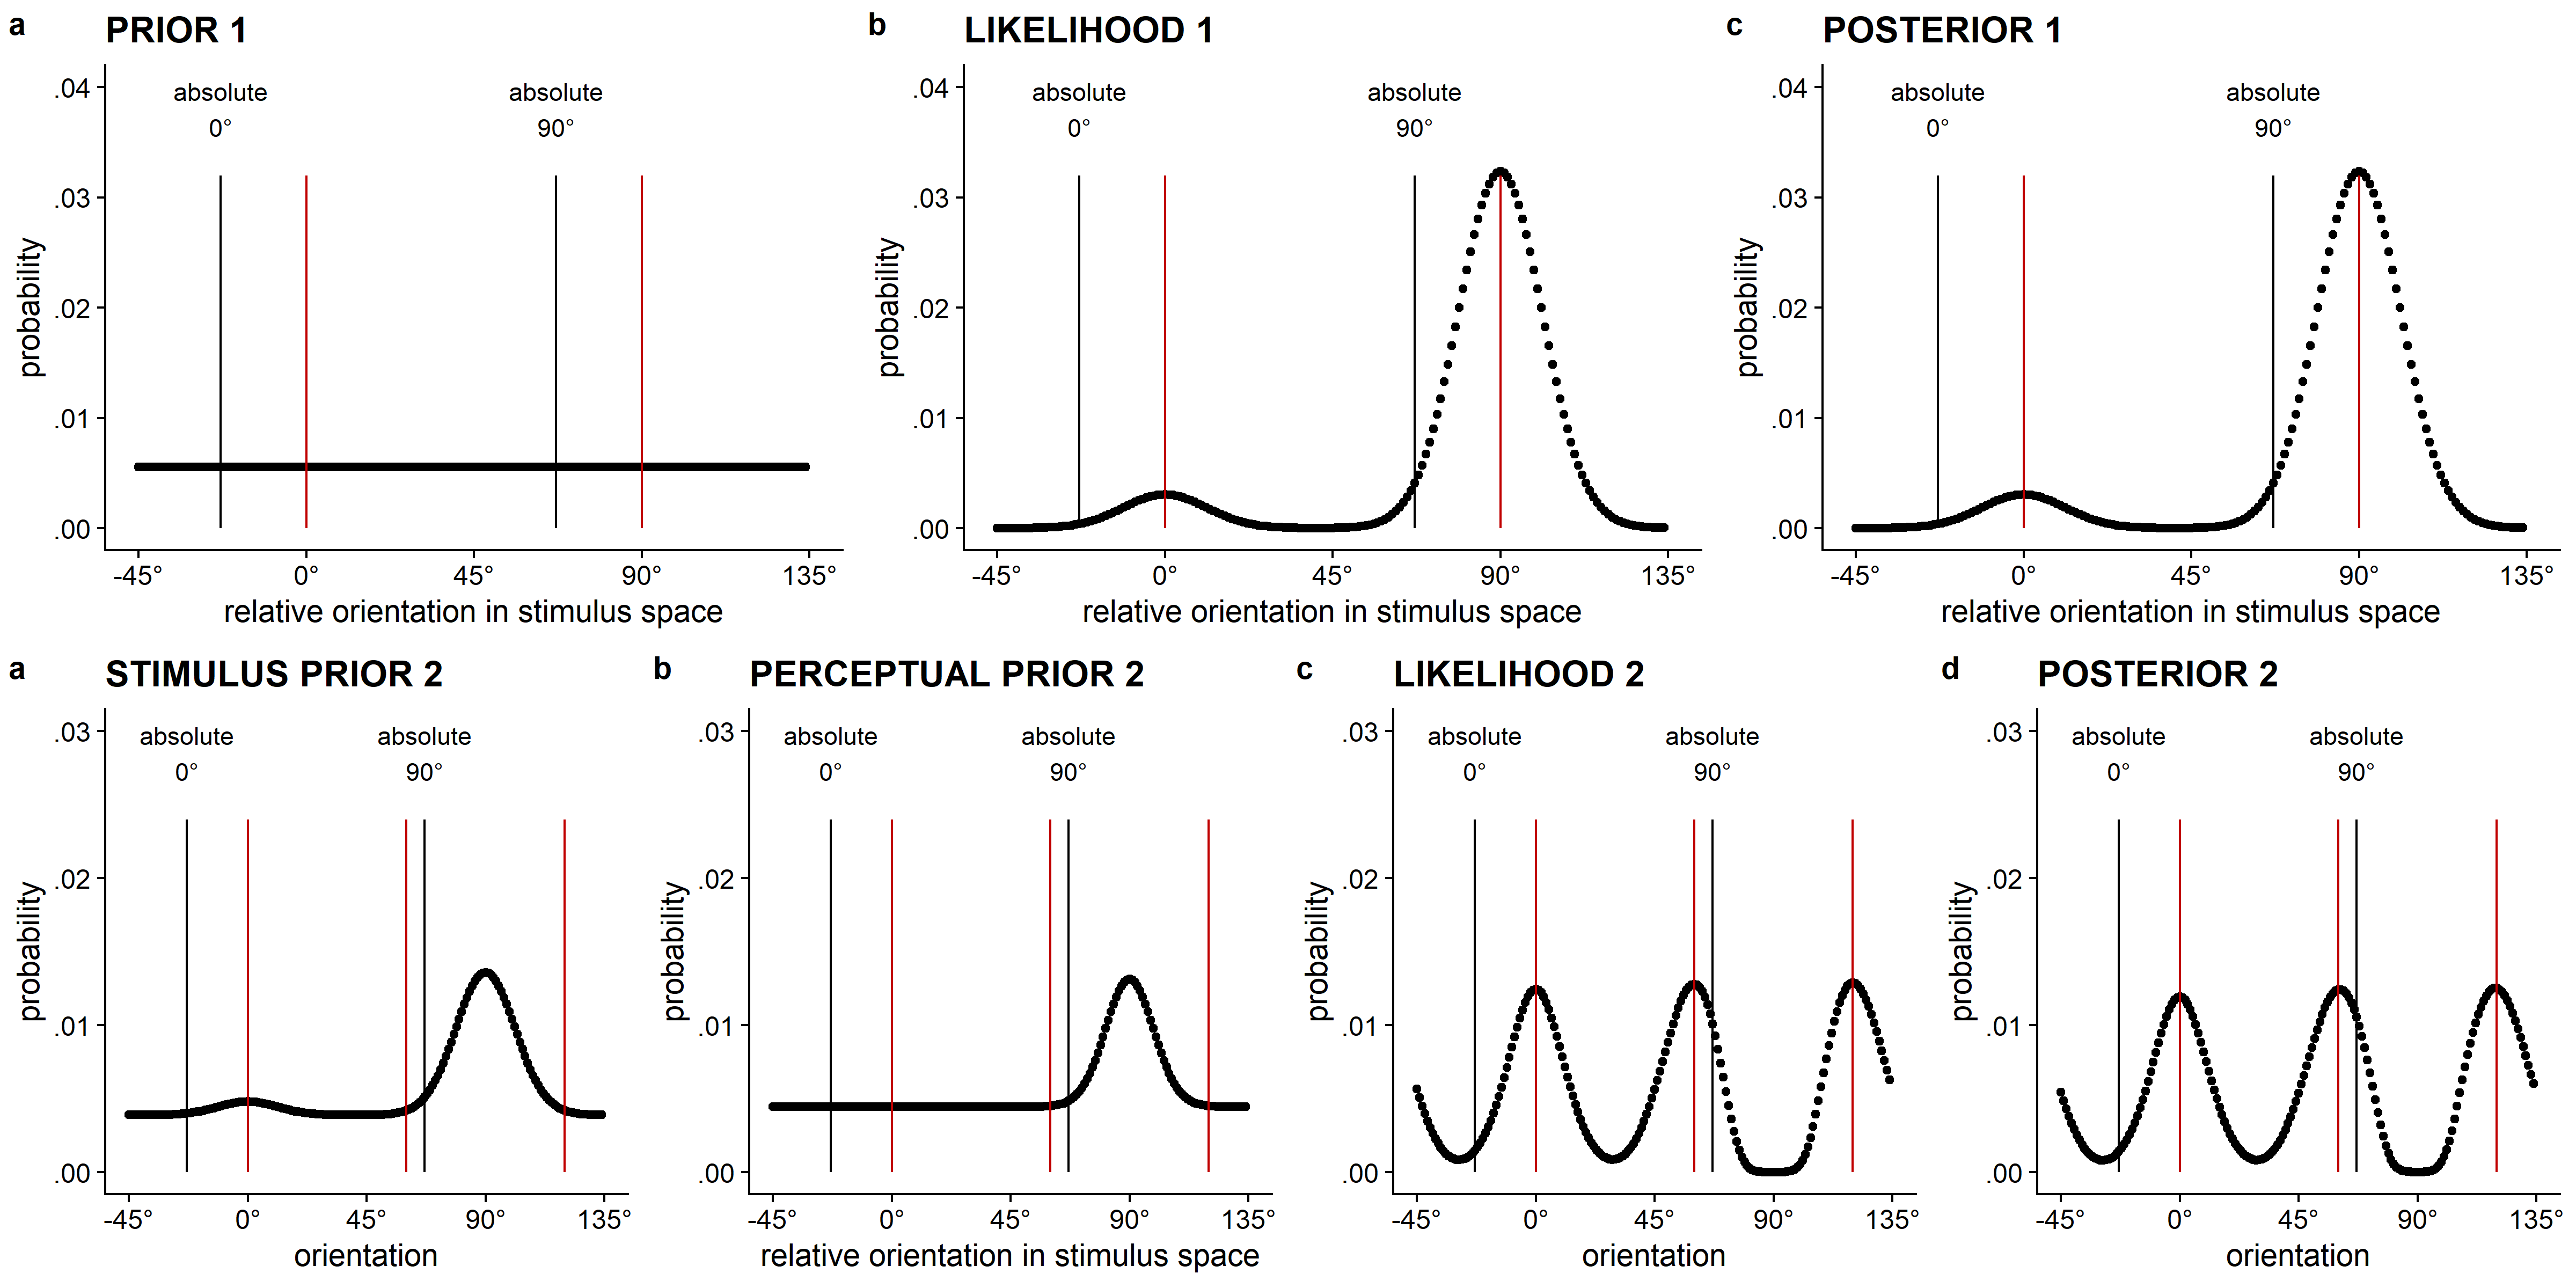 a PRIOR 1
absolute absolute
0° 90°
.04
.03
.02
.01
.00
probability
-45° 0° 45° 90° 135°
relative orientation in stimulus space
b LIKELIHOOD 1
absolute absolute
0° 90°
.04
.03
.02
.01
.00
probability
-45° 0° 45° 90° 135°
relative orientation in stimulus space
c POSTERIOR 1
absolute absolute
0° 90°
.04
.03
.02
.01
.00
probability
-45° 0° 45° 90° 135°
relative orientation in stimulus space
a STIMULUS PRIOR 2
absolute absolute
0° 90°
.03
.02
.01
.00
probability
-45° 0° 45° 90° 135°
orientation
b PERCEPTUAL PRIOR 2
absolute absolute
0° 90°
.03
.02
.01
.00
probability
-45° 0° 45° 90° 135°
relative orientation in stimulus space
c LIKELIHOOD 2
absolute absolute
0° 90°
.03
.02
.01
.00
probability
-45° 0° 45° 90° 135°
orientation
d POSTERIOR 2
absolute absolute
0° 90°
.03
.02
.01
.00
probability
-45° 0° 45° 90° 135°
orientation